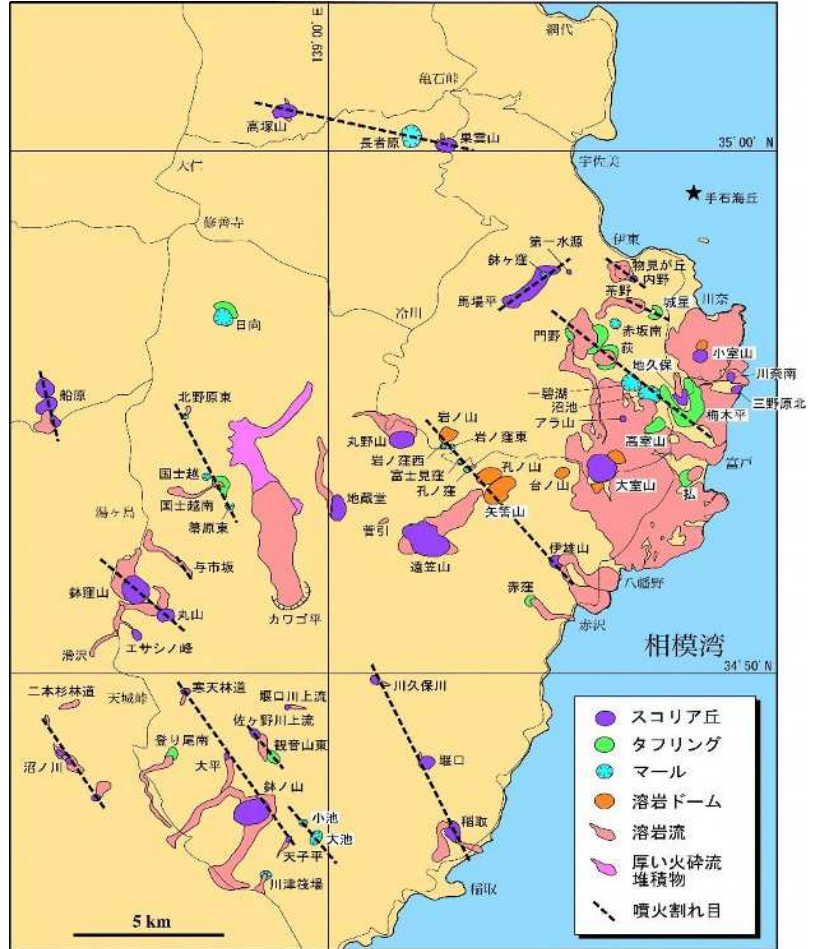 139°00′ E
網代
亀石峠
高塚山
長者原
巣雲山
35°00′ N
大仁
宇佐美
手石海丘
修善寺
伊東
第一水源
鉢ヶ窪
物見が丘
内野
馬場平
茶野
城星
川奈
冷川
日向
門野
赤坂南
荻
小室山
地久保
川奈南
一碧湖
沼池
三野原北
アラ山
梅木平
船原
北野原東
岩ノ山
丸野山
岩ノ窪東
岩ノ窪西
高室山
富士見窪
孔ノ山
富戸
国士越
孔ノ窪
台ノ山
大室山
払
国士越南
地蔵堂
矢筈山
箒原東
湯ヶ島
菅引
遠笠山
伊雄山
与市坂
鉢窪山
八幡野
丸山
カワゴ平
赤窪
赤沢
エサシノ峰
滑沢
相模湾
34°50′ N
二本杉林道
天城峠
寒天林道
堰口川上流
川久保川
佐ヶ野川上流
登り尾南
観音山東
沼ノ川
大平
堰口
鉢ノ山
小池
大池
天子平
稲取
川津筏場
稲取
5 km
スコリア丘
タフリング
マール
溶岩ドーム
溶岩流
厚い火砕流
堆積物
噴火割れ目